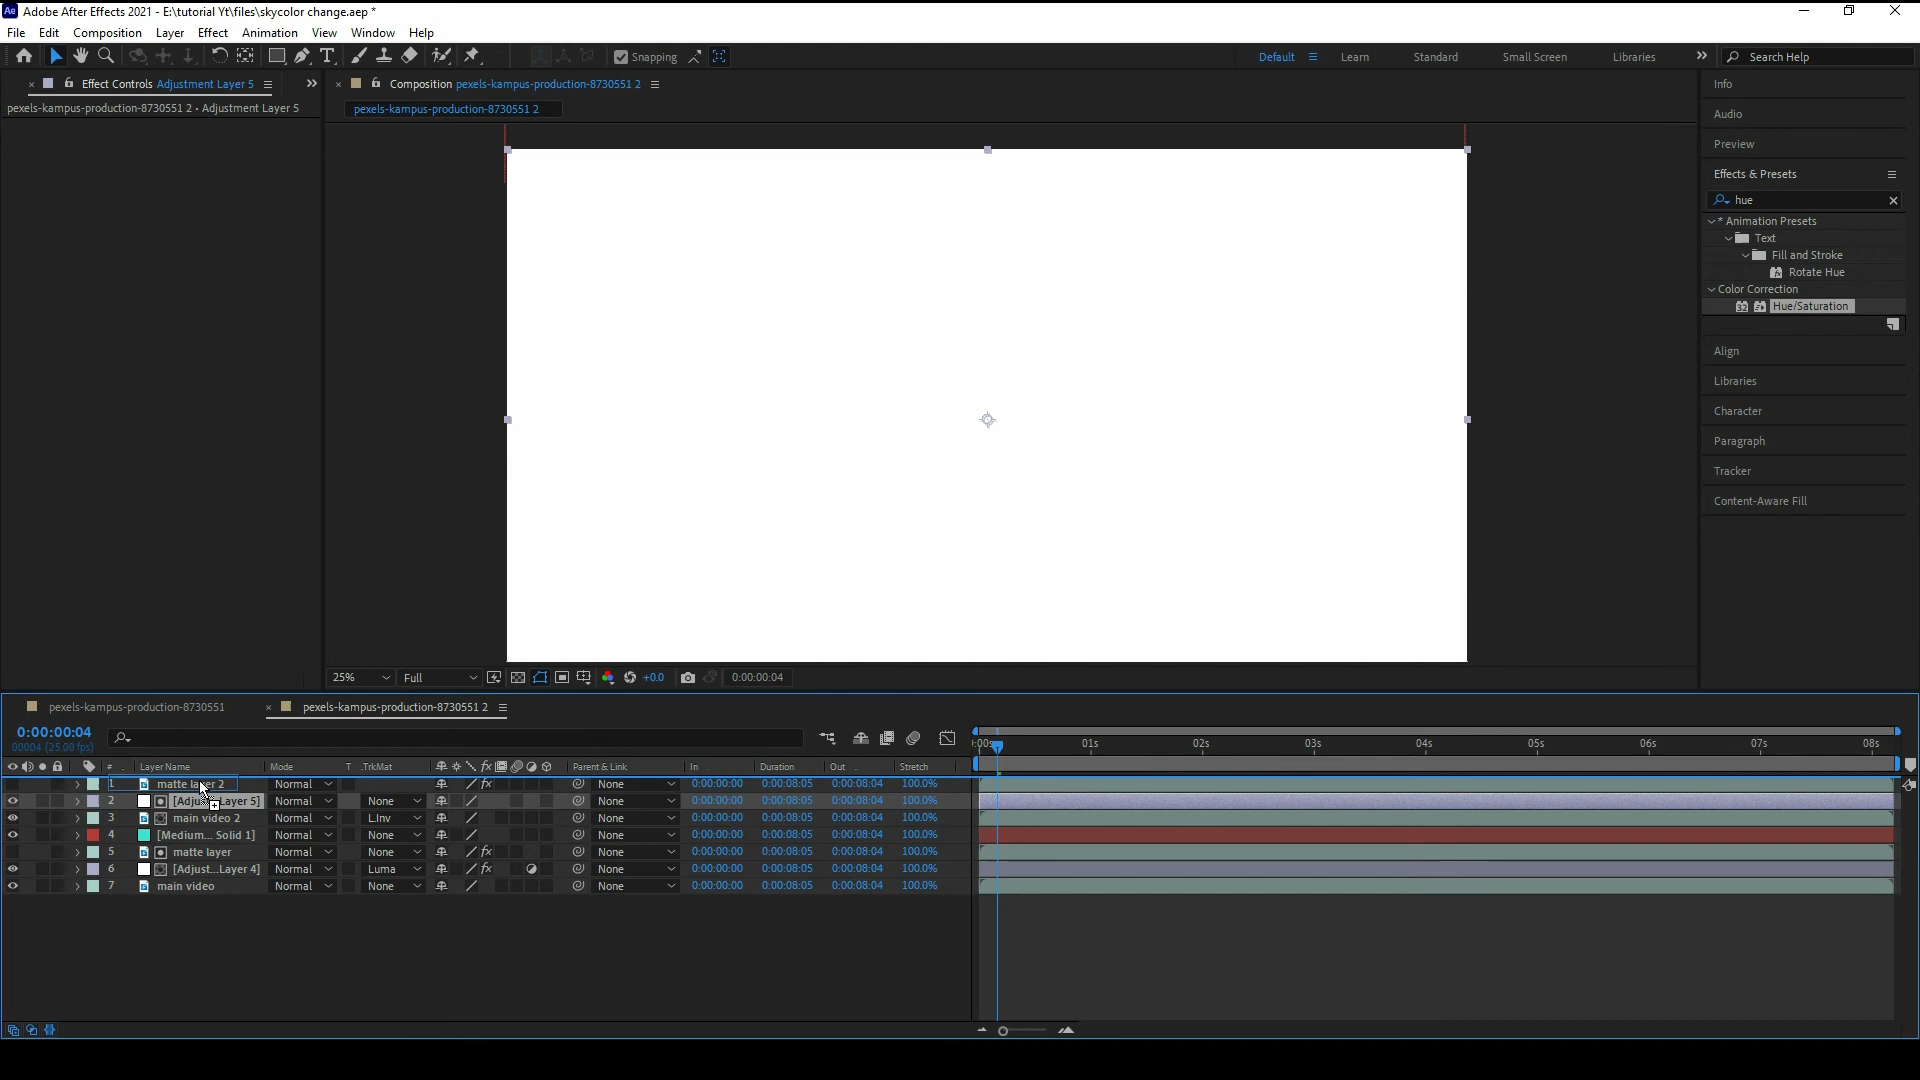 Ae Adobe After Effects 2021 - E:\tutorial Yt\files\skycolor change.aep *
File Edit Composition Layer Effect Animation View Window Help
Snapping Default Learn Standard Small Screen Libraries Search Help
Effect Controls Adjustment Layer 5
pexels-kampus-production-8730551 2 • Adjustment Layer 5
Composition pexels-kampus-production-8730551 2
pexels-kampus-production-8730551 2
Info
Audio
Preview
Effects & Presets
hue
* Animation Presets
Text
Fill and Stroke
Rotate Hue
Color Correction
32 Hue/Saturation
Align
Libraries
Character
Paragraph
Tracker
Content-Aware Fill
25% Full +0.0 0:00:00:04
pexels-kampus-production-8730551 pexels-kampus-production-8730551 2
0:00:00:04
00004 (25.00 fps)
:00s 01s 02s 03s 04s 05s 06s 07s 08s
# Layer Name Mode T .TrkMat fx Parent & Link In Duration Out Stretch
1 matte layer 2 Normal None 0:00:00:00 0:00:08:05 0:00:08:04 100.0%
2 Layer 5] Normal None None 0:00:00:00 0:00:08:05 0:00:08:04 100.0%
3 main video 2 Normal L.Inv None 0:00:00:00 0:00:08:05 0:00:08:04 100.0%
4 [Medium... Solid 1] Normal None None 0:00:00:00 0:00:08:05 0:00:08:04 100.0%
5 matte layer Normal None fx None 0:00:00:00 0:00:08:05 0:00:08:04 100.0%
6 [Adjust...Layer 4] Normal Luma fx None 0:00:00:00 0:00:08:05 0:00:08:04 100.0%
7 main video Normal None None 0:00:00:00 0:00:08:05 0:00:08:04 100.0%